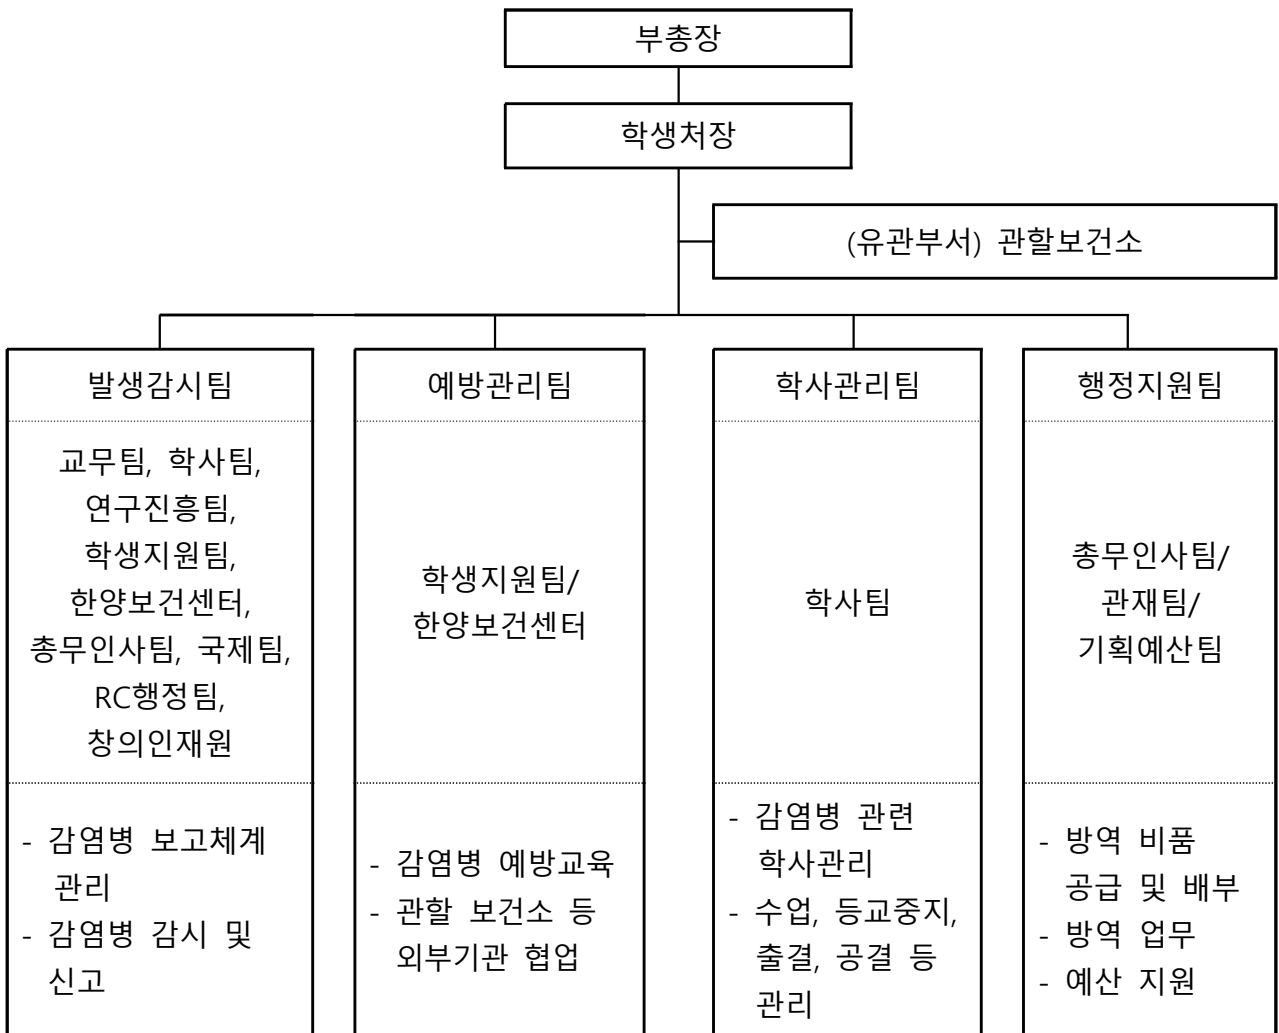 부총장
학생처장
(유관부서) 관할보건소
발생감시팀
교무팀, 학사팀,
연구진흥팀,
학생지원팀,
한양보건센터,
총무인사팀, 국제팀,
RC행정팀,
창의인재원
- 감염병 보고체계
관리
- 감염병 감시 및
신고
예방관리팀
학생지원팀/
한양보건센터
- 감염병 예방교육
- 관할 보건소 등
외부기관 협업
학사관리팀
학사팀
- 감염병 관련
학사관리
- 수업, 등교중지,
출결, 공결 등
관리
행정지원팀
총무인사팀/
관재팀/
기획예산팀
- 방역 비품
공급 및 배부
- 방역 업무
- 예산 지원